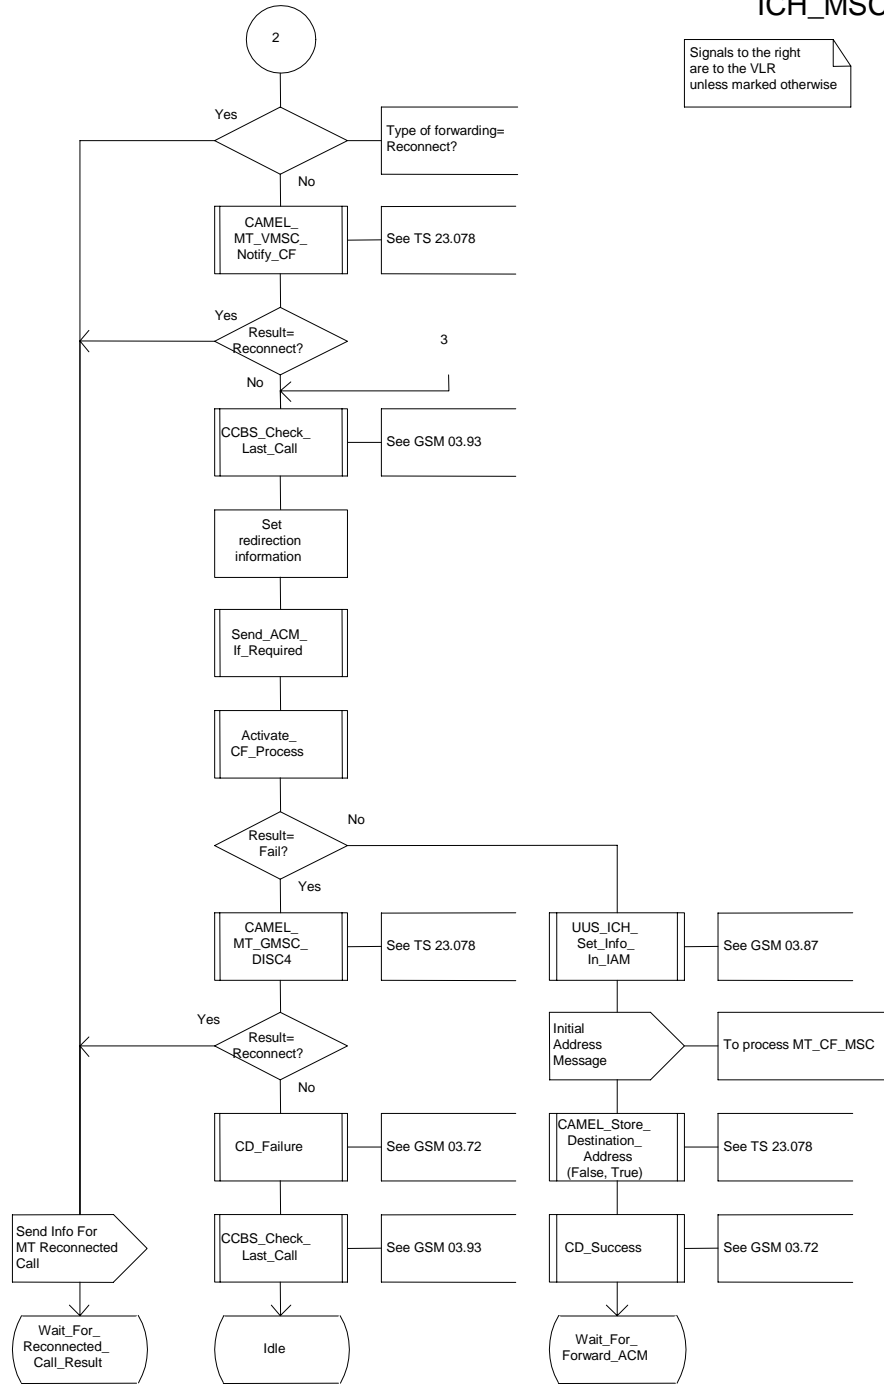 ICH_MSC
2
Signals to the right
are to the VLR
unless marked otherwise
Yes
Type of forwarding=
Reconnect?
No
CAMEL_
MT_VMSC_
Notify_CF
See TS 23.078
Yes
Result=
Reconnect?
3
No
CCBS_Check_
Last_Call
See GSM 03.93
Set
redirection
information
Send_ACM_
If_Required
Activate_
CF_Process
Result=
Fail?
No
Yes
CAMEL_
MT_GMSC_
DISC4
See TS 23.078
UUS_ICH_
Set_Info_
In_IAM
See GSM 03.87
Yes
Result=
Reconnect?
No
Initial
Address
Message
To process MT_CF_MSC
CD_Failure
See GSM 03.72
CAMEL_Store_
Destination_
Address
(False, True)
See TS 23.078
Send Info For
MT Reconnected
Call
CCBS_Check_
Last_Call
See GSM 03.93
CD_Success
See GSM 03.72
Wait_For_
Reconnected_
Call_Result
Idle
Wait_For_
Forward_ACM